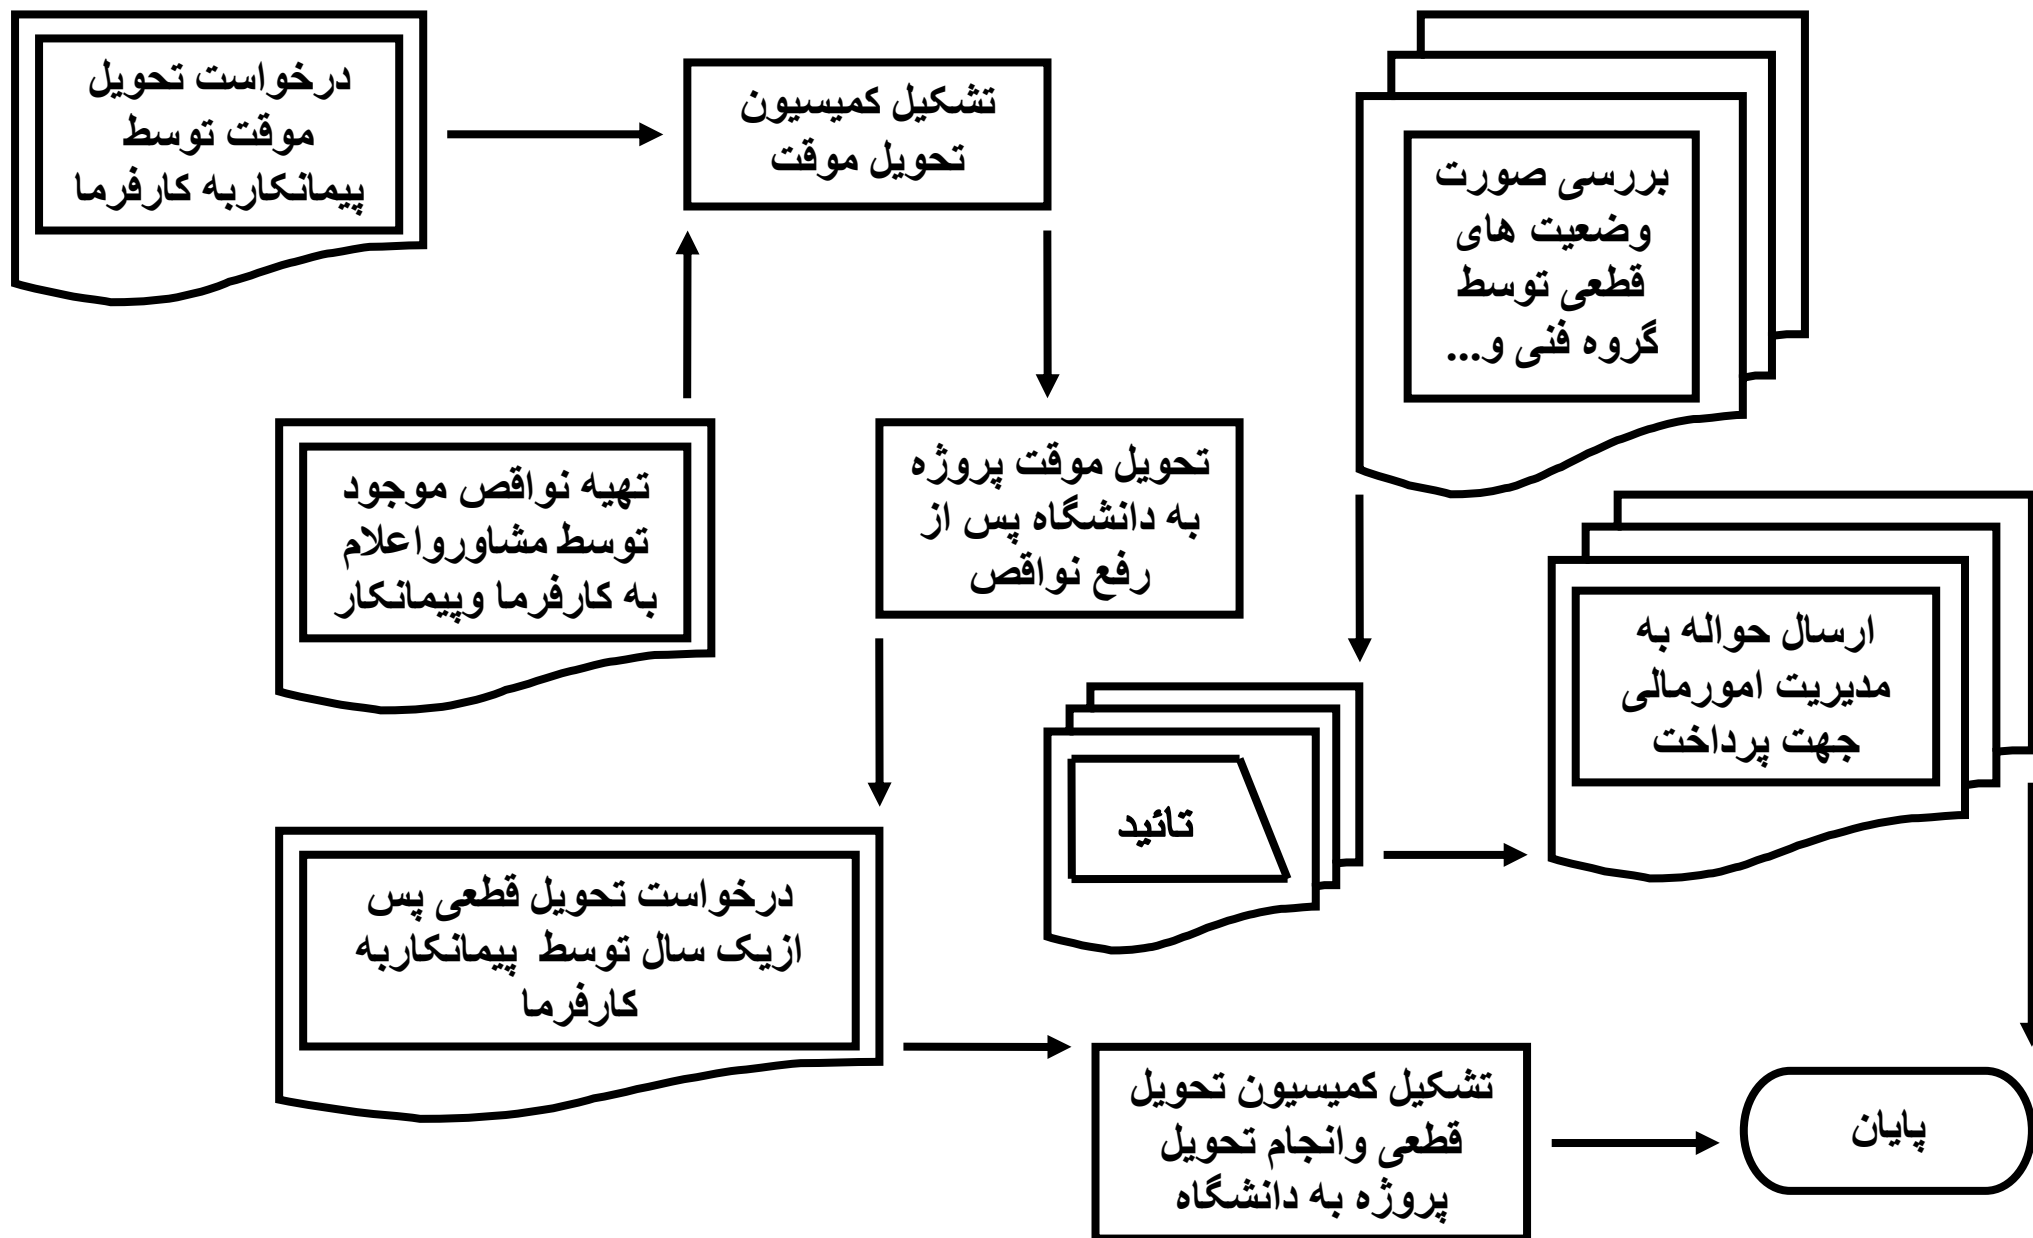 درخواست تحویل
موقت توسط
پیمانکاربه کارفرما
تشکیل کمیسیون
تحویل موقت
بررسی صورت
وضعیت های
قطعی توسط
گروه فنی و...
تهیه نواقص موجود
توسط مشاورواعلام
به کارفرما وپیمانکار
تحویل موقت پروژه
به دانشگاه پس از
رفع نواقص
ارسال حواله به
مدیریت امورمالی
جهت پرداخت
تائید
درخواست تحویل قطعی پس
ازیک سال توسط پیمانکاربه
کارفرما
تشکیل کمیسیون تحویل
قطعی وانجام تحویل
پروژه به دانشگاه
پایان